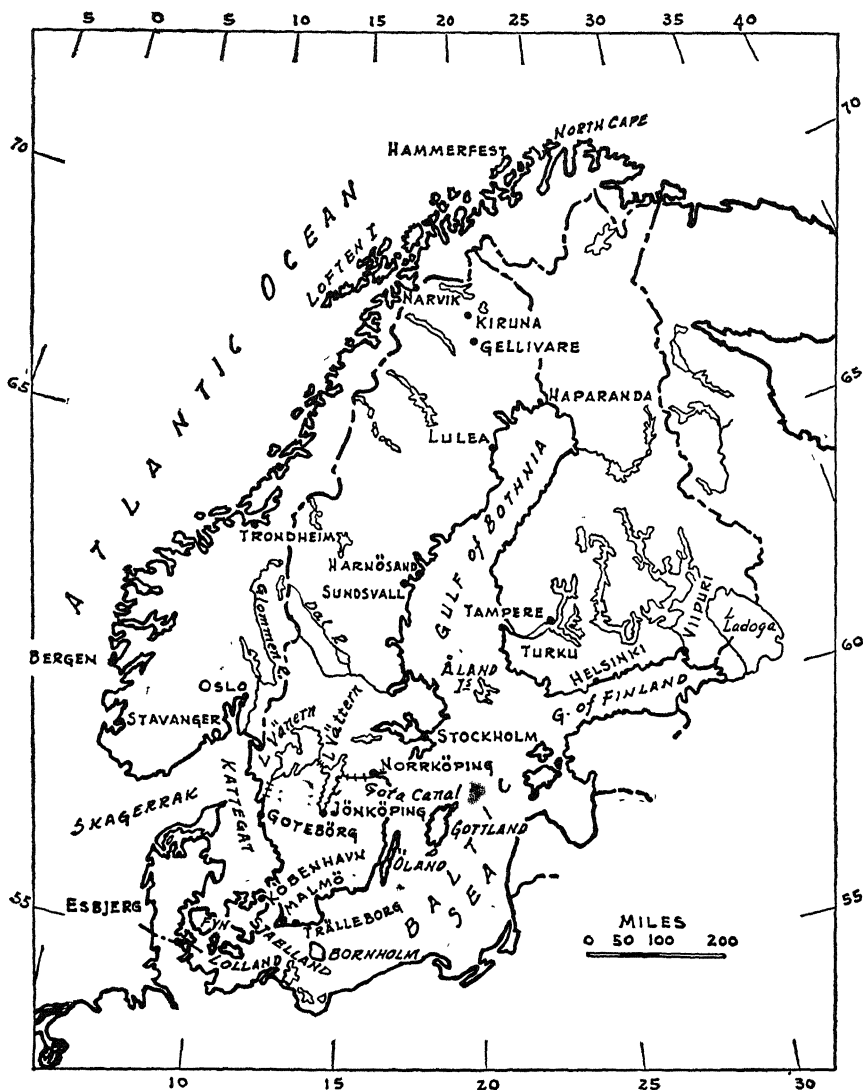 5 0 5 10 15 20 25 30 35 40
70
70
NORTH CAPE
HAMMERFEST
ATLANTIC OCEAN
LOFTEN I
NARVIK
KIRUNA
GELLIVARE
65
65
HAPARANDA
LULEA
GULF of BOTHNIA
TRONDHEIM
HARNÖSAND
SUNDSVALL
Glommen R.
Dal R.
TAMPERE
VIIPURI
L. Ladoga
TURKU
HELSINKI
BERGEN
60
ÅLAND
Is
G. of FINLAND
OSLO
STAVANGER
L. Vänern
L. Vättern
STOCKHOLM
NORRKÖPING
Gota Canal
SKAGERRAK
KATTEGAT
JÖNKÖPING
GOTEBÖRG
GOTTLAND
ÖLAND
BALTIC
SEA
KÖBENHAVN
MALMÖ
ESBJERG
55
55
FYN
STAELLAND
TRÄLLEBORG
LOLLAND
BORNHOLM
MILES
0 50 100 200
10 15 20 25 30